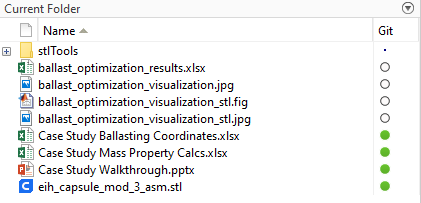 Current Folder
Name Git
stlTools
ballast_optimization_results.xlsx
ballast_optimization_visualization.jpg
ballast_optimization_visualization_stl.fig
ballast_optimization_visualization_stl.jpg
Case Study Ballasting Coordinates.xlsx
Case Study Mass Property Calcs.xlsx
Case Study Walkthrough.pptx
eih_capsule_mod_3_asm.stl